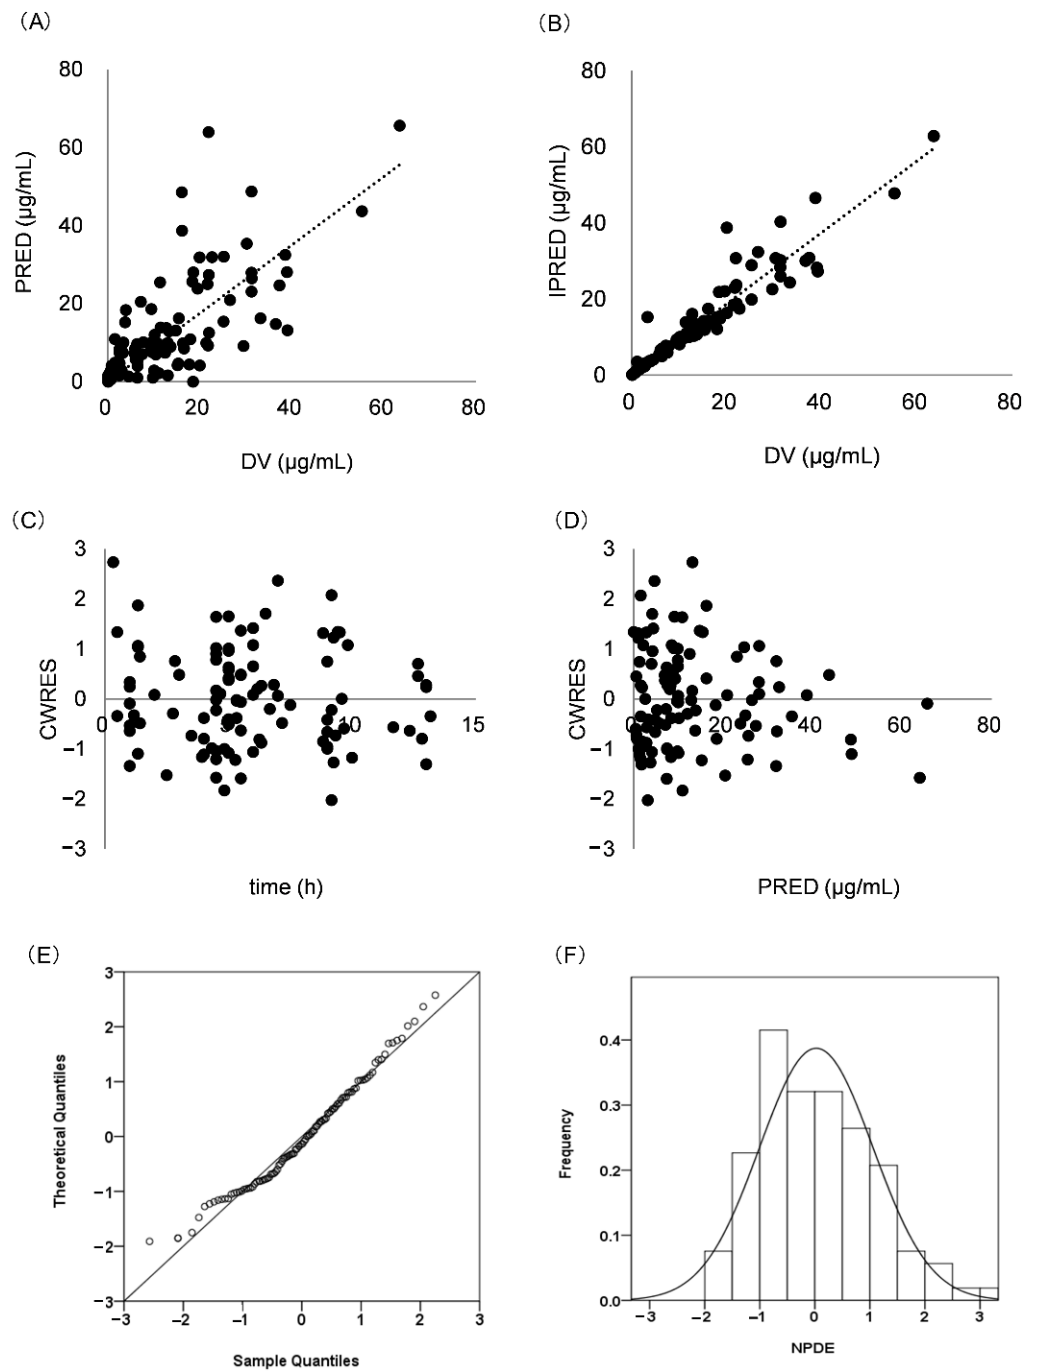 (A)
80
60
40
20
0
0 20 40 60 80
PRED (μg/mL)
DV (μg/mL)
(B)
80
60
40
20
0
0 20 40 60 80
IPRED (μg/mL)
DV (μg/mL)
(C)
3
2
1
0
−1
−2
−3
0 10 15
CWRES
time (h)
(D)
3
2
1
0
−1
−2
−3
0 20 40 60 80
CWRES
PRED (μg/mL)
(E)
3
2
1
0
−1
−2
−3
−3 −2 −1 0 1 2 3
Theoretical Quantiles
Sample Quantiles
(F)
0.4
0.3
0.2
0.1
0.0
−3 −2 −1 0 1 2 3
Frequency
NPDE